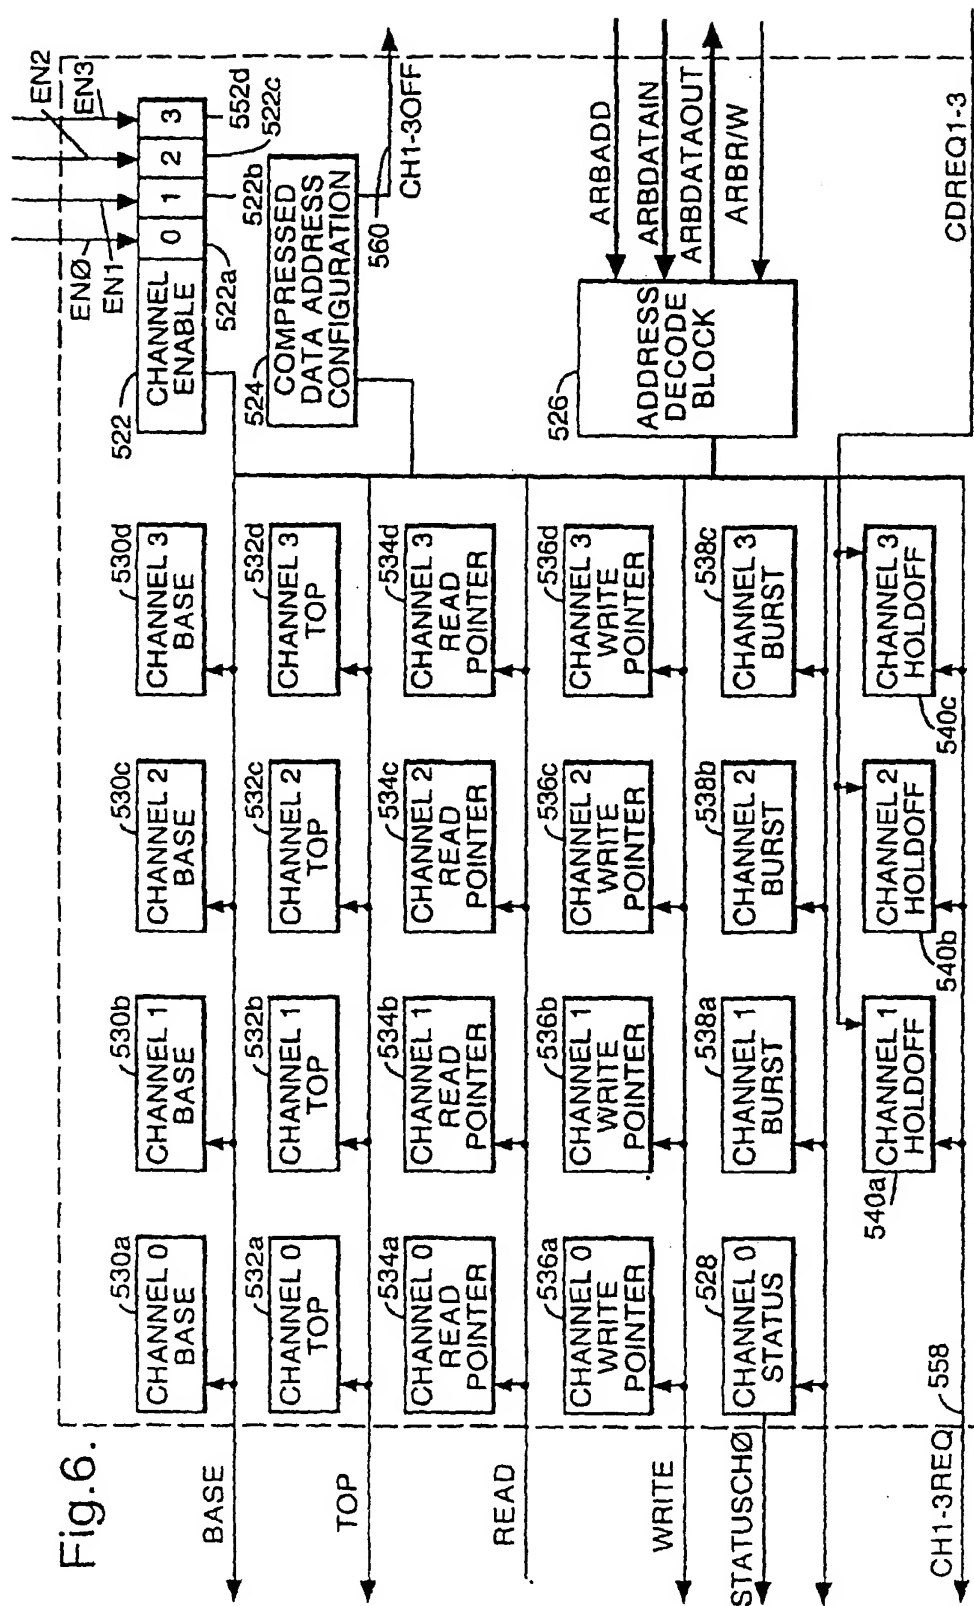 Fig.6.
530a
CHANNEL 0
BASE
530b
CHANNEL 1
BASE
530c
CHANNEL 2
BASE
530d
CHANNEL 3
BASE
522
CHANNEL
ENABLE
0
1
2
3
EN0
EN1
EN2
EN3
522a
522b
522c
552d
BASE
532a
CHANNEL 0
TOP
532b
CHANNEL 1
TOP
532c
CHANNEL 2
TOP
532d
CHANNEL 3
TOP
524
COMPRESSED
DATA ADDRESS
CONFIGURATION
560
CH1-3OFF
TOP
534a
CHANNEL 0
READ
POINTER
534b
CHANNEL 1
READ
POINTER
534c
CHANNEL 2
READ
POINTER
534d
CHANNEL 3
READ
POINTER
READ
536a
CHANNEL 0
WRITE
POINTER
536b
CHANNEL 1
WRITE
POINTER
536c
CHANNEL 2
WRITE
POINTER
536d
CHANNEL 3
WRITE
POINTER
526
ADDRESS
DECODE
BLOCK
ARBADD
ARBDATAIN
ARBDATAOUT
ARBR/W
WRITE
528
CHANNEL 0
STATUS
538a
CHANNEL 1
BURST
538b
CHANNEL 2
BURST
538c
CHANNEL 3
BURST
STATUSCHØ
540a
CHANNEL 1
HOLDOFF
540b
CHANNEL 2
HOLDOFF
540c
CHANNEL 3
HOLDOFF
CDREQ1-3
CH1-3REQ
558